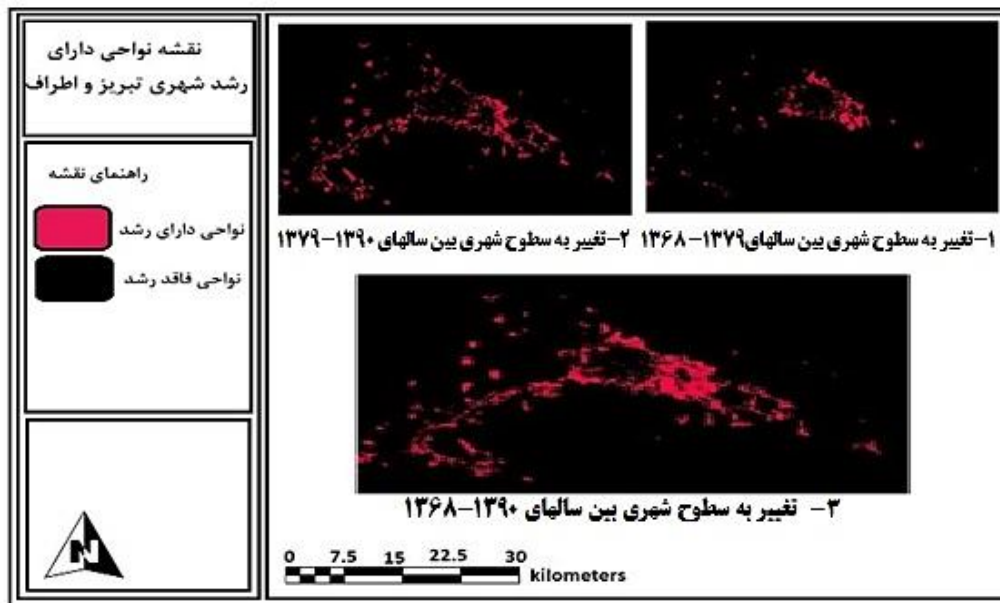 نقشه نواحی دارای
رشد شهری تبریز و اطراف
راهنمای نقشه
نواحی دارای رشد
نواحی فاقد رشد
N
۱-تغییر به سطوح شهری بین سالهای۱۳۷۹-۱۳۶۸
۲-تغییر به سطوح شهری بین سالهای ۱۳۹۰-۱۳۷۹
۳- تغییر به سطوح شهری بین سالهای ۱۳۹۰-۱۳۶۸
0 7.5 15 22.5 30
kilometers